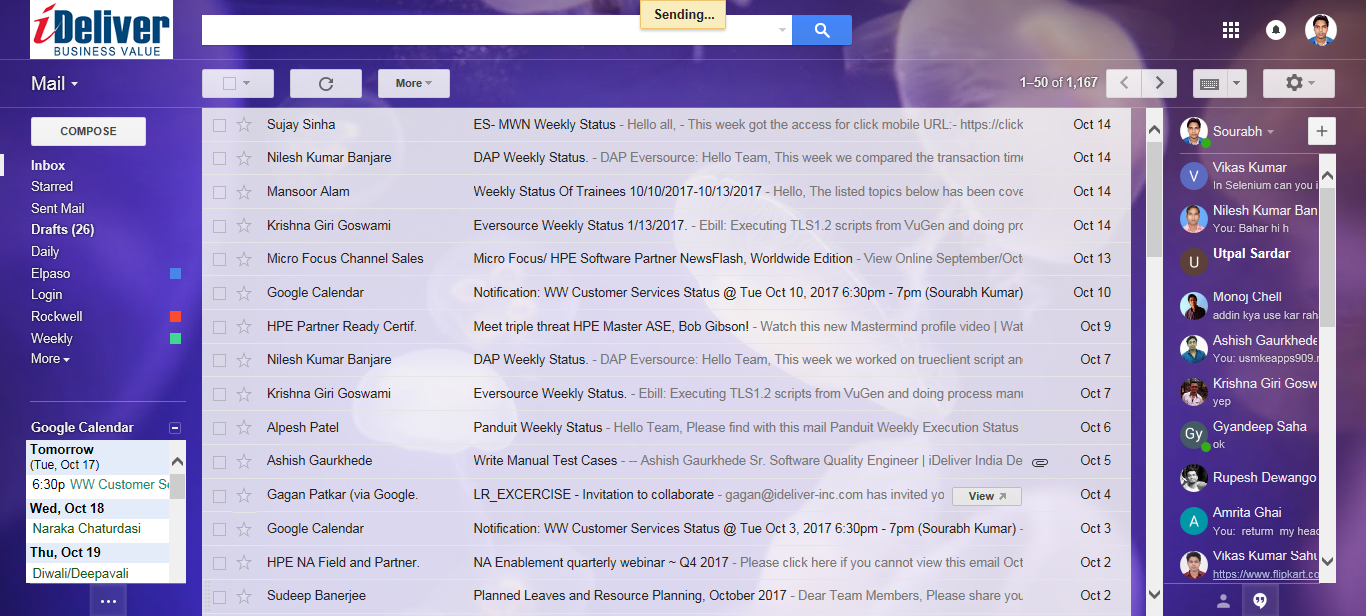 iDeliver
BUSINESS VALUE
Sending...
Mail
More
1–50 of 1,167
COMPOSE
Inbox
Starred
Sent Mail
Drafts (26)
Daily
Elpaso
Login
Rockwell
Weekly
More
Sujay Sinha ES- MWN Weekly Status - Hello all, - This week got the access for click mobile URL:- https://click Oct 14
Nilesh Kumar Banjare DAP Weekly Status. - DAP Eversource: Hello Team, This week we compared the transaction time Oct 14
Mansoor Alam Weekly Status Of Trainees 10/10/2017-10/13/2017 - Hello, The listed topics below has been cove Oct 14
Krishna Giri Goswami Eversource Weekly Status 1/13/2017. - Ebill: Executing TLS1.2 scripts from VuGen and doing pro Oct 14
Micro Focus Channel Sales Micro Focus/ HPE Software Partner NewsFlash, Worldwide Edition - View Online September/Octo Oct 13
Google Calendar Notification: WW Customer Services Status @ Tue Oct 10, 2017 6:30pm - 7pm (Sourabh Kumar) Oct 10
HPE Partner Ready Certif. Meet triple threat HPE Master ASE, Bob Gibson! - Watch this new Mastermind profile video | Wat Oct 9
Nilesh Kumar Banjare DAP Weekly Status. - DAP Eversource: Hello Team, This week we worked on trueclient script an Oct 7
Krishna Giri Goswami Eversource Weekly Status. - Ebill: Executing TLS1.2 scripts from VuGen and doing process manu Oct 7
Alpesh Patel Panduit Weekly Status - Hello Team, Please find with this mail Panduit Weekly Execution Status Oct 6
Ashish Gaurkhede Write Manual Test Cases - -- Ashish Gaurkhede Sr. Software Quality Engineer | iDeliver India De Oct 5
Gagan Patkar (via Google. LR_EXCERCISE - Invitation to collaborate - gagan@ideliver-inc.com has invited yo View Oct 4
Google Calendar Notification: WW Customer Services Status @ Tue Oct 3, 2017 6:30pm - 7pm (Sourabh Kumar) - Oct 3
HPE NA Field and Partner. NA Enablement quarterly webinar ~ Q4 2017 - Please click here if you cannot view this email Oct Oct 2
Sudeep Banerjee Planned Leaves and Resource Planning, October 2017 - Dear Team Members, Please share you Oct 2
Google Calendar
Tomorrow
(Tue, Oct 17)
6:30p WW Customer Se
Wed, Oct 18
Naraka Chaturdasi
Thu, Oct 19
Diwali/Deepavali
Sourabh
V
Vikas Kumar
In Selenium can you i
Nilesh Kumar Ban
You: Bahar hi h
U
Utpal Sardar
Monoj Chell
addin kya use kar rah
Ashish Gaurkhede
You: usmkeapps909.r
Krishna Giri Gosw
yep
Gy
Gyandeep Saha
ok
Rupesh Dewango
A
Amrita Ghai
You: return my head
Vikas Kumar Sahu
https://www.flipkart.co